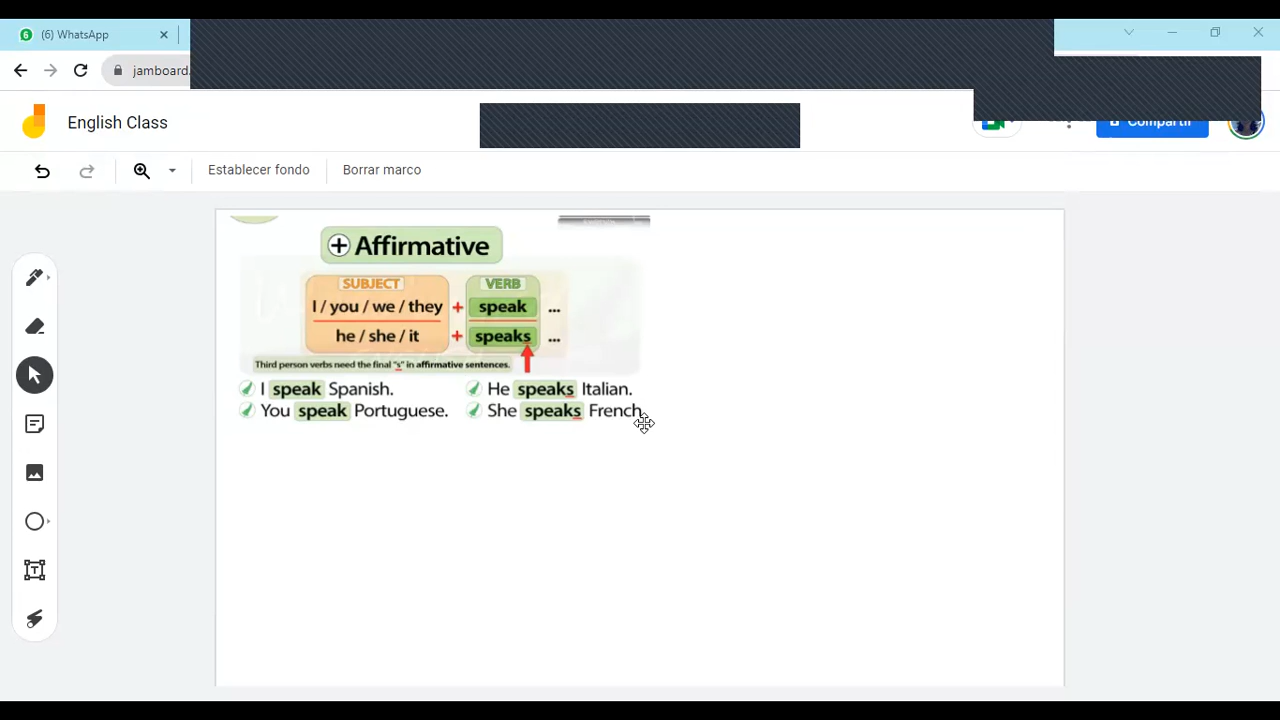 6 (6) WhatsApp
jamboard.
English Class
Compartir
Establecer fondo Borrar marco
+ Affirmative
SUBJECT VERB
I / you / we / they + speak ...
he / she / it + speaks ...
Third person verbs need the final "s" in affirmative sentences.
I speak Spanish. He speaks Italian.
You speak Portuguese. She speaks French